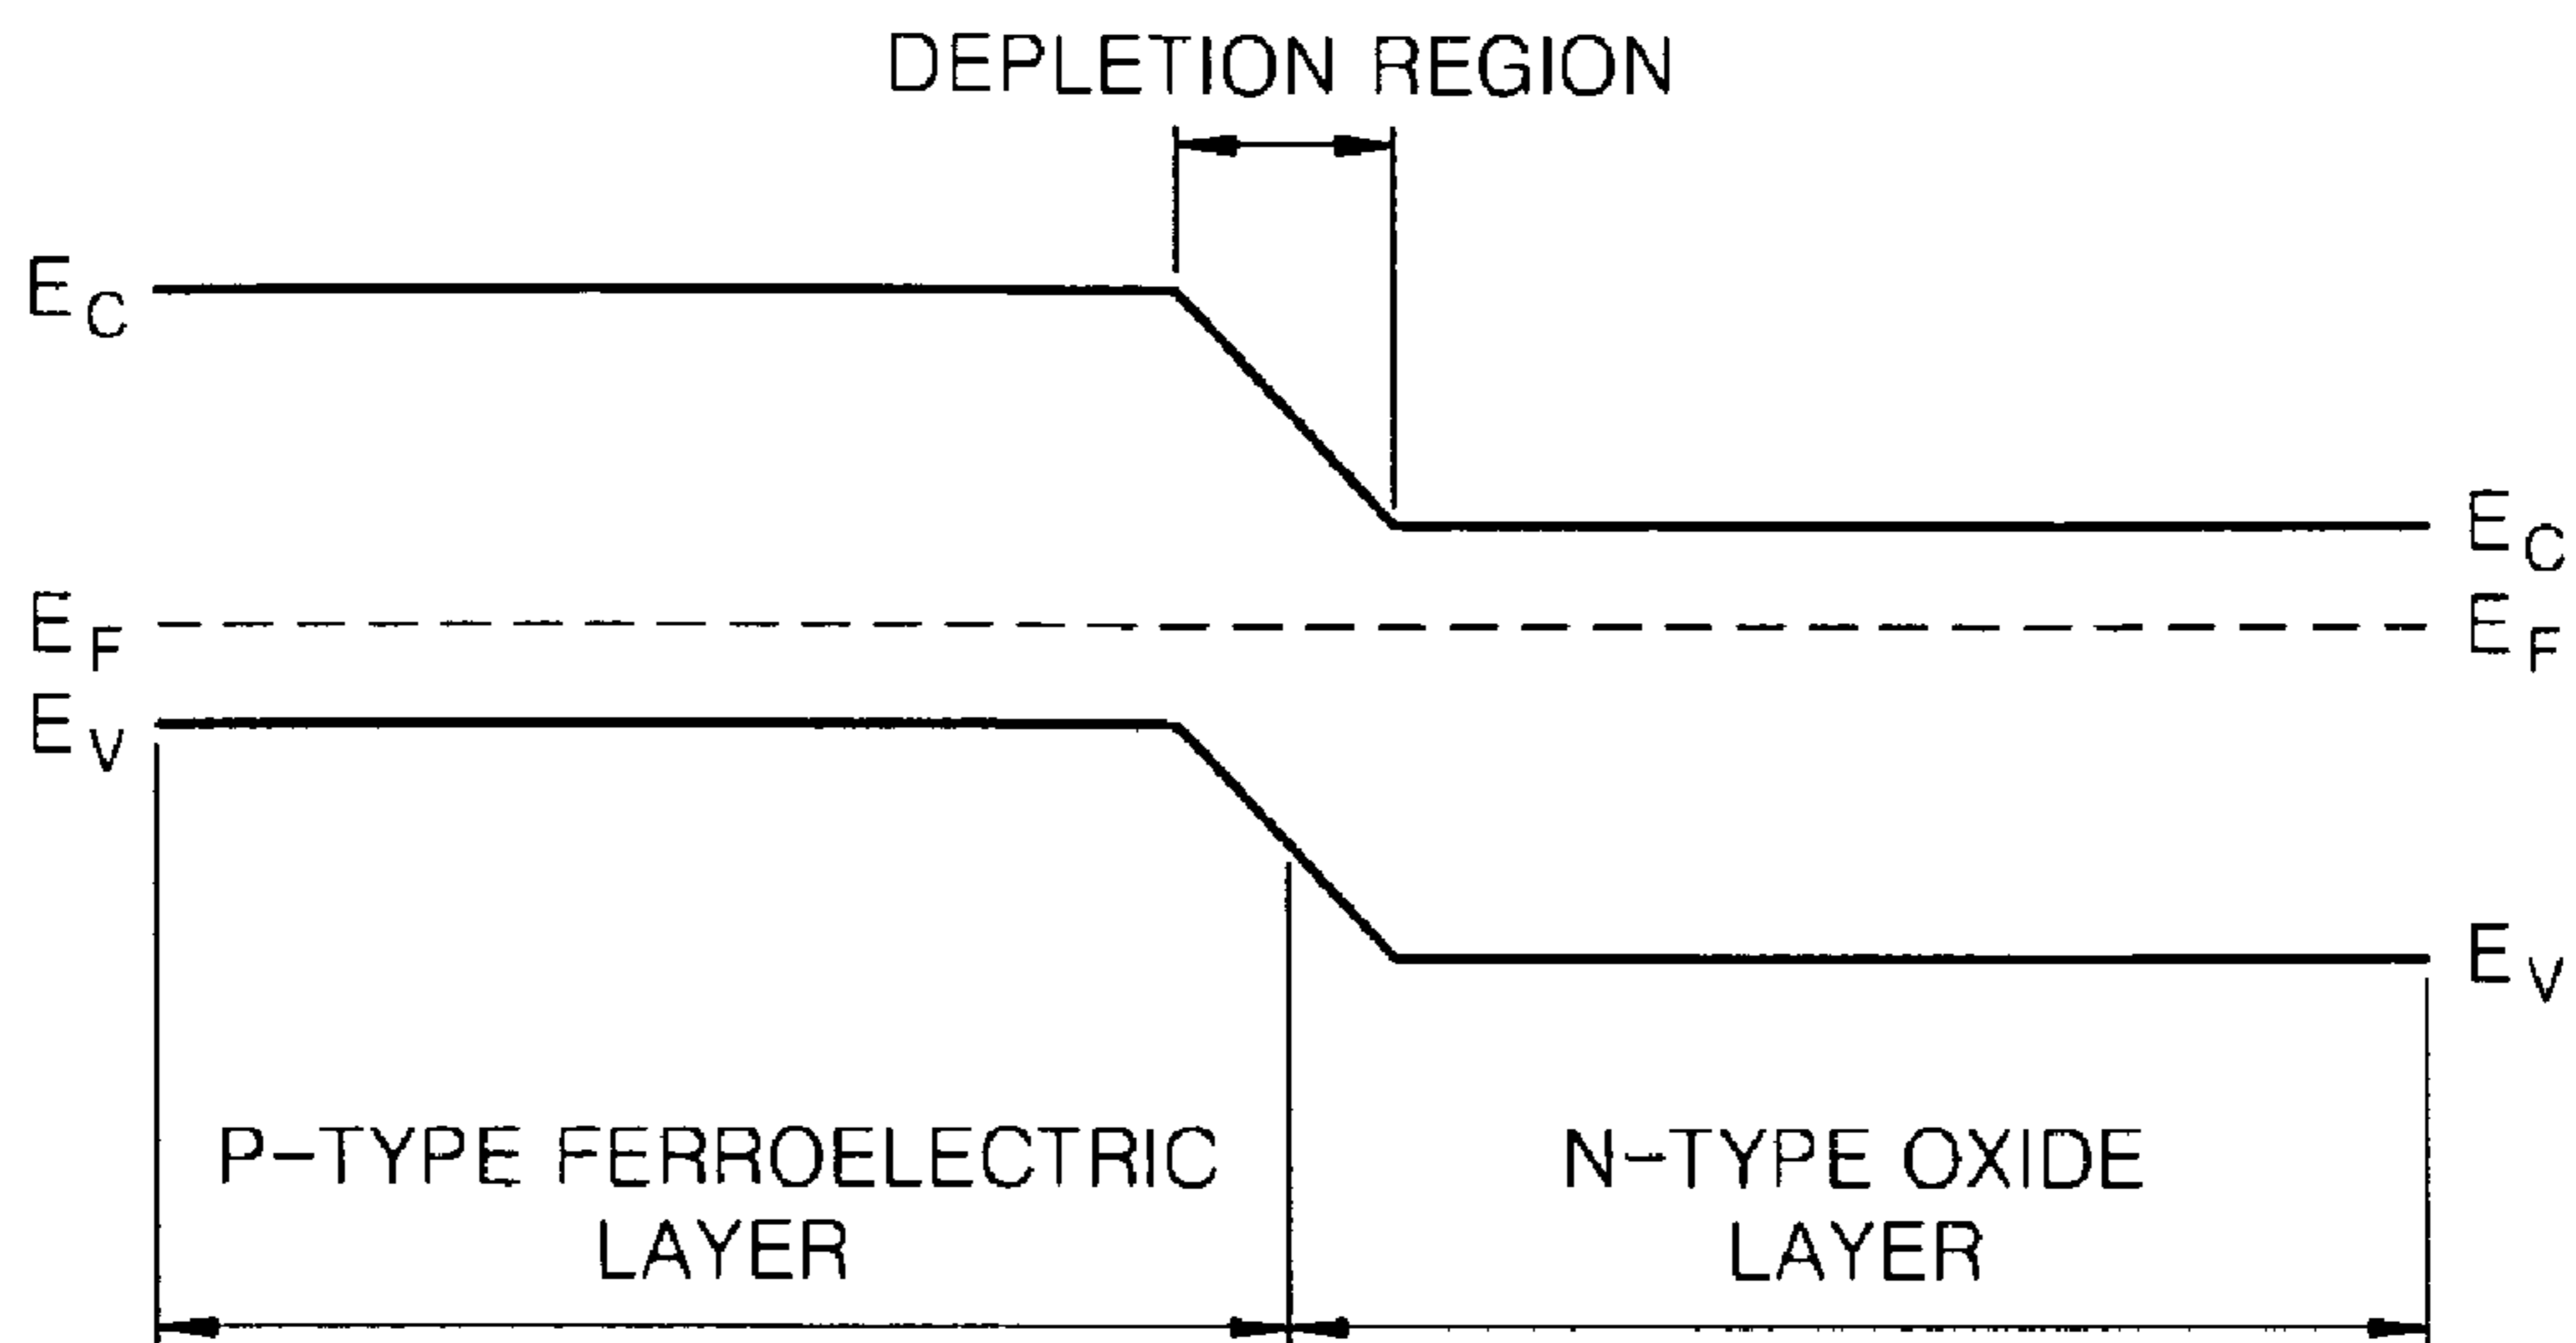 DEPLETION REGION
E_C
E_C
E_F
E_F
E_V
E_V
P-TYPE FERROELECTRIC
LAYER
N-TYPE OXIDE
LAYER